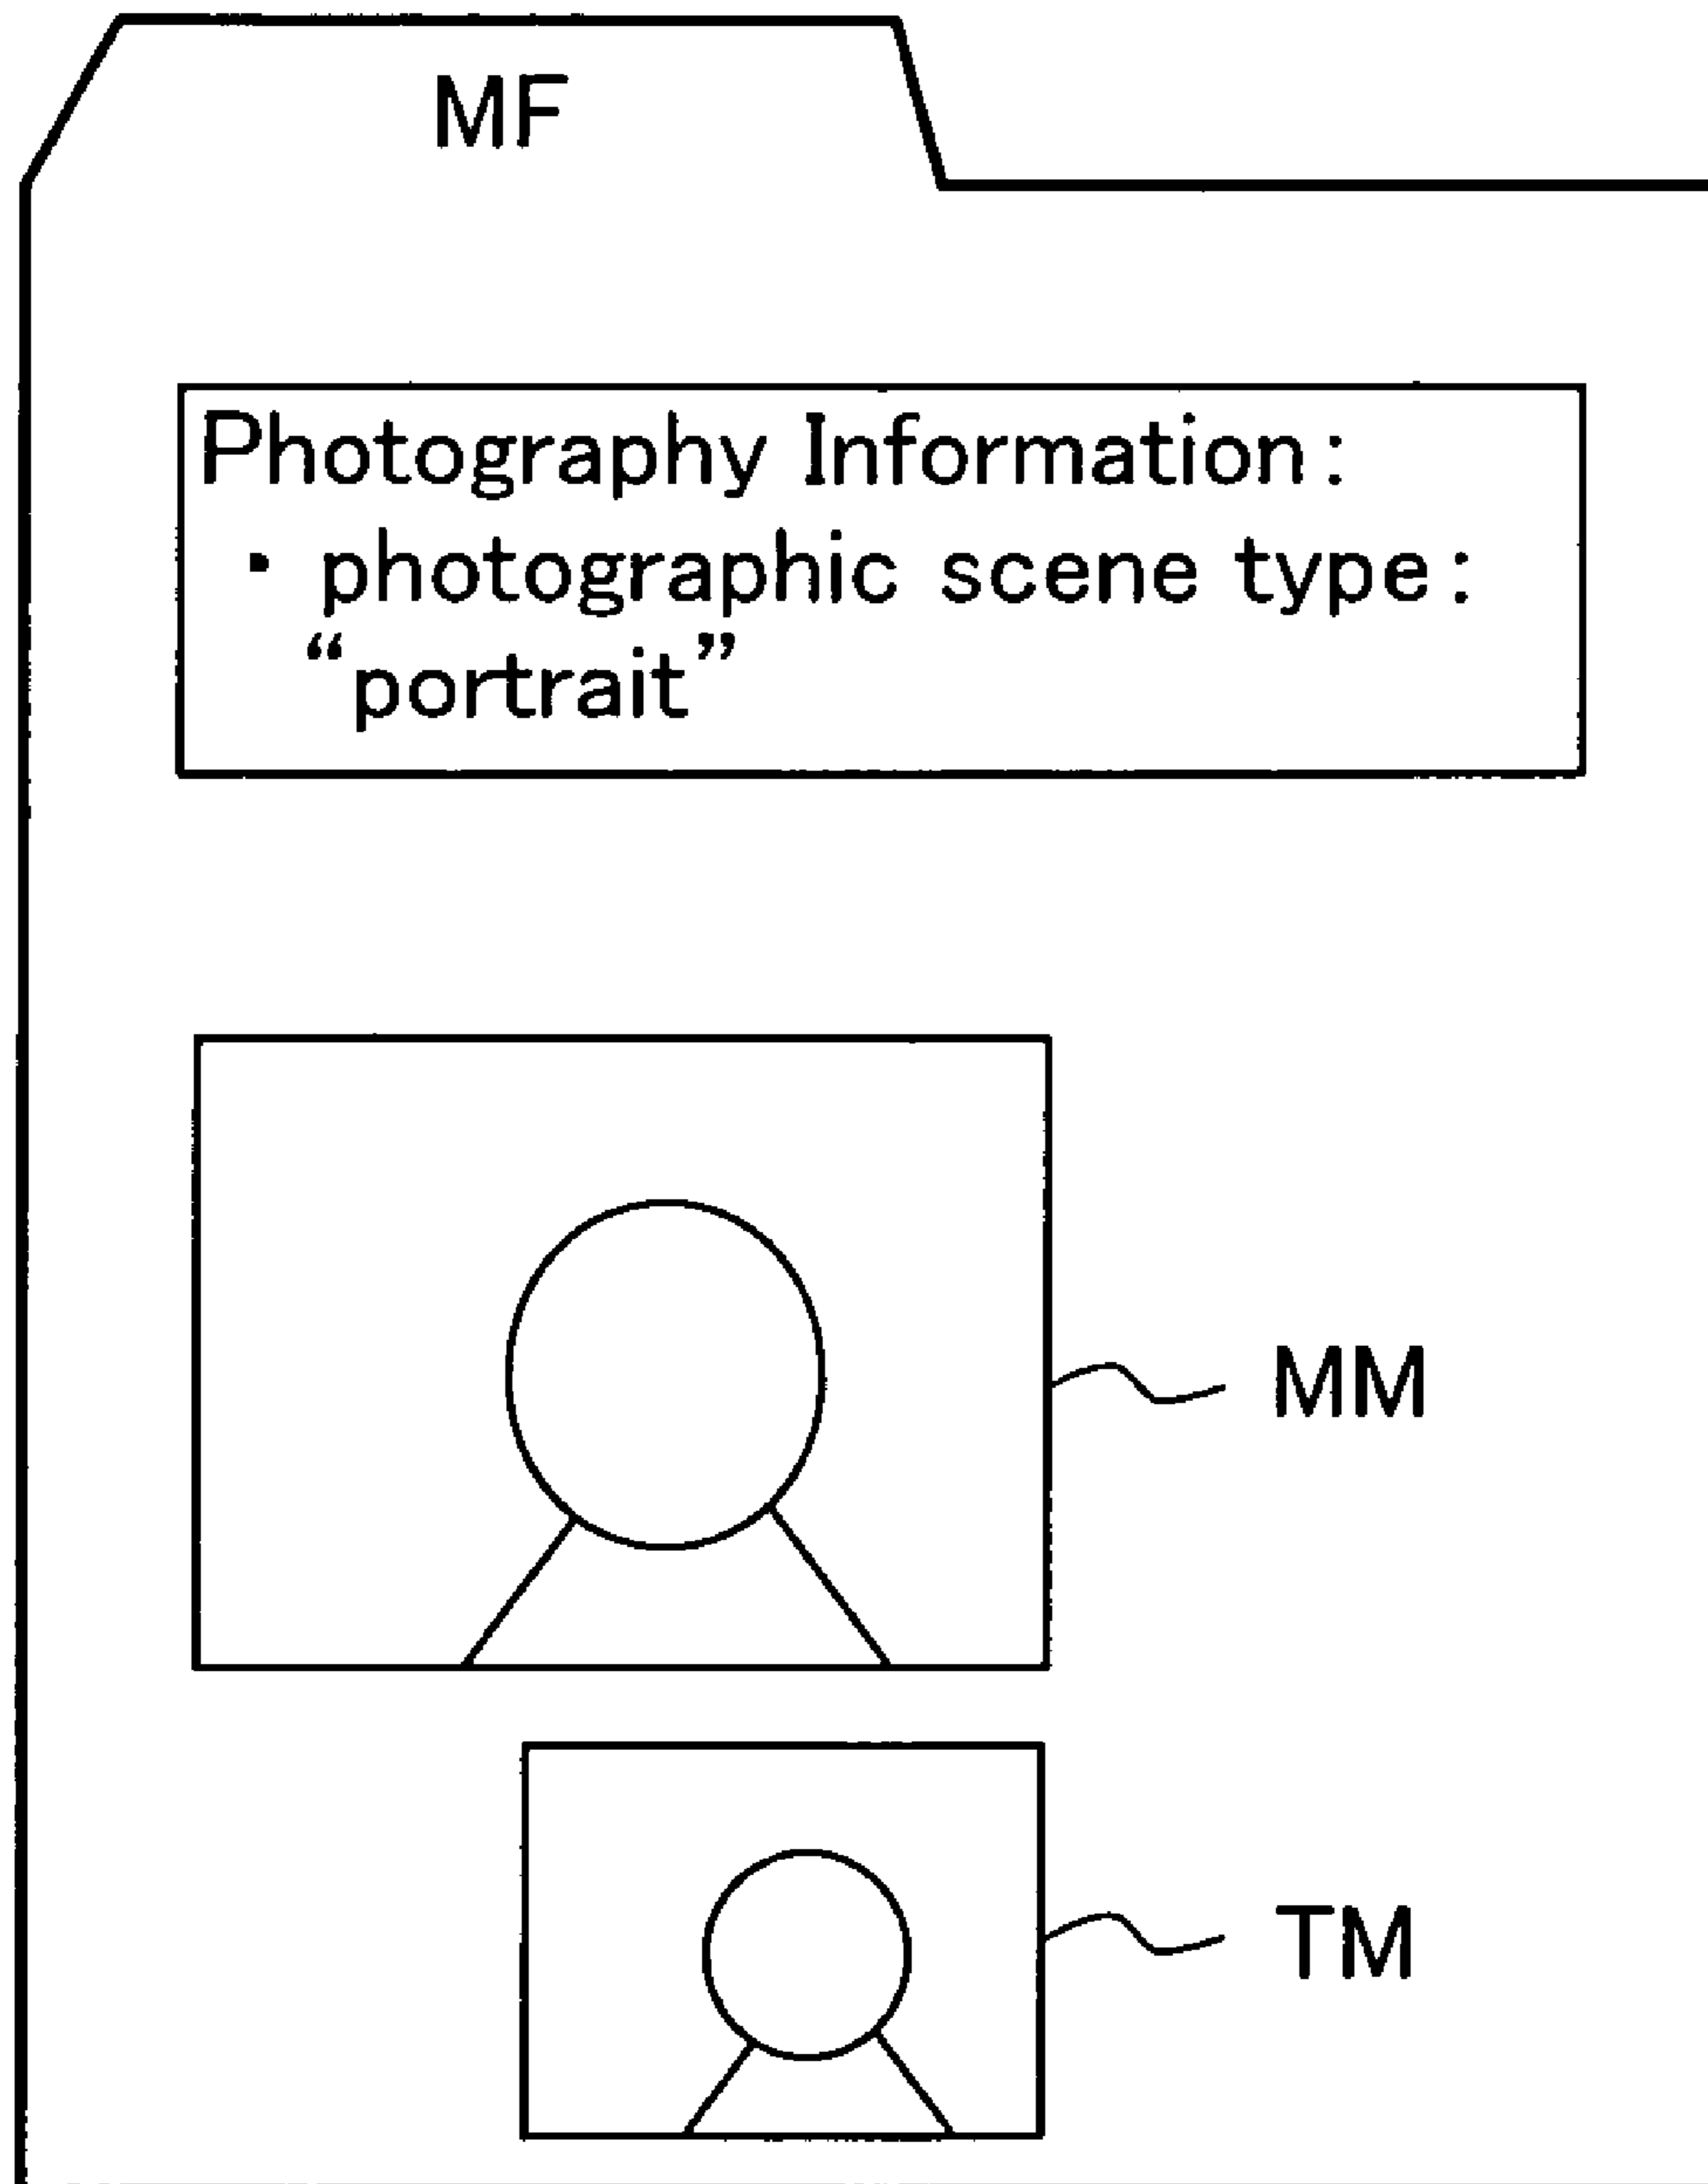 MF
Photography Information:
・ photographic scene type:
“portrait”
MM
TM